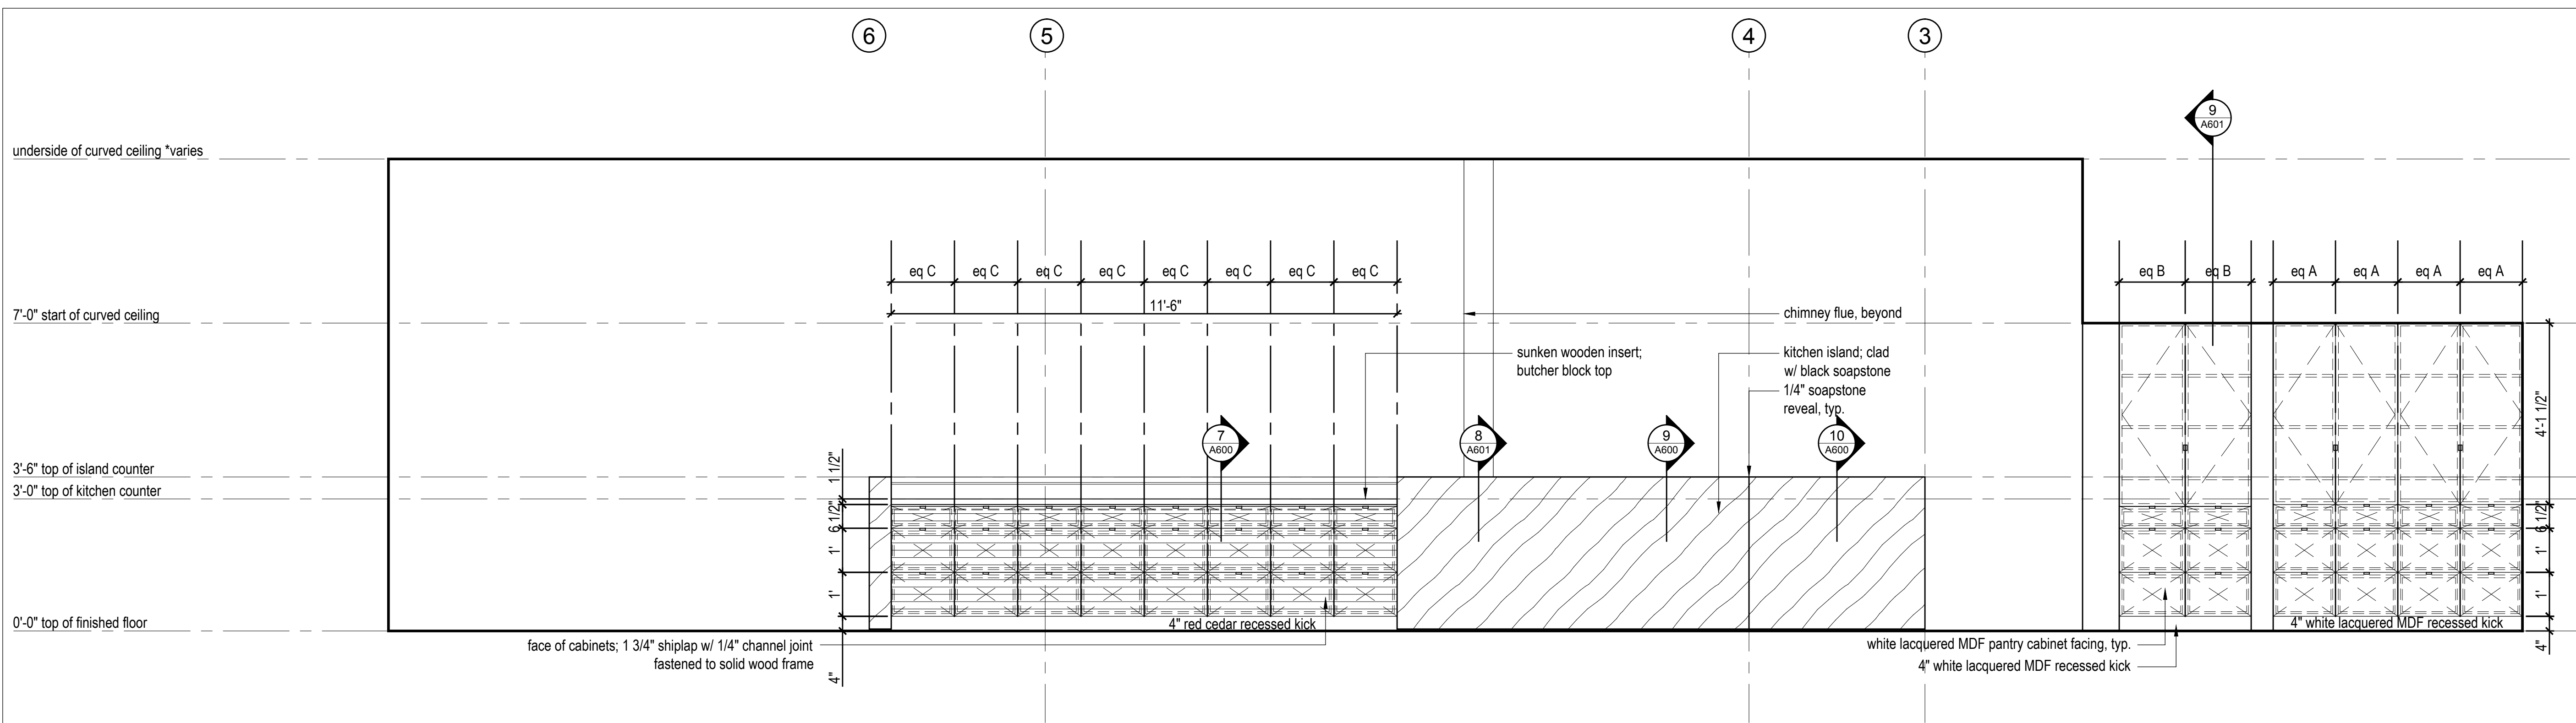 6
5
4
3
9
A601
underside of curved ceiling *varies
eq C
eq C
eq C
eq C
eq C
eq C
eq C
eq C
eq B
eq B
eq A
eq A
eq A
eq A
11'-6"
7'-0" start of curved ceiling
chimney flue, beyond
sunken wooden insert;
butcher block top
kitchen island; clad
w/ black soapstone
1/4" soapstone
reveal, typ.
4'-1 1/2"
7
A600
8
A601
9
A600
10
A600
3'-6" top of island counter
3'-0" top of kitchen counter
1 1/2"
6 1/2"
1'
1'
4"
6 1/2"
1'
1'
4"
0'-0" top of finished floor
4" red cedar recessed kick
4" white lacquered MDF recessed kick
face of cabinets; 1 3/4" shiplap w/ 1/4" channel joint
fastened to solid wood frame
white lacquered MDF pantry cabinet facing, typ.
4" white lacquered MDF recessed kick